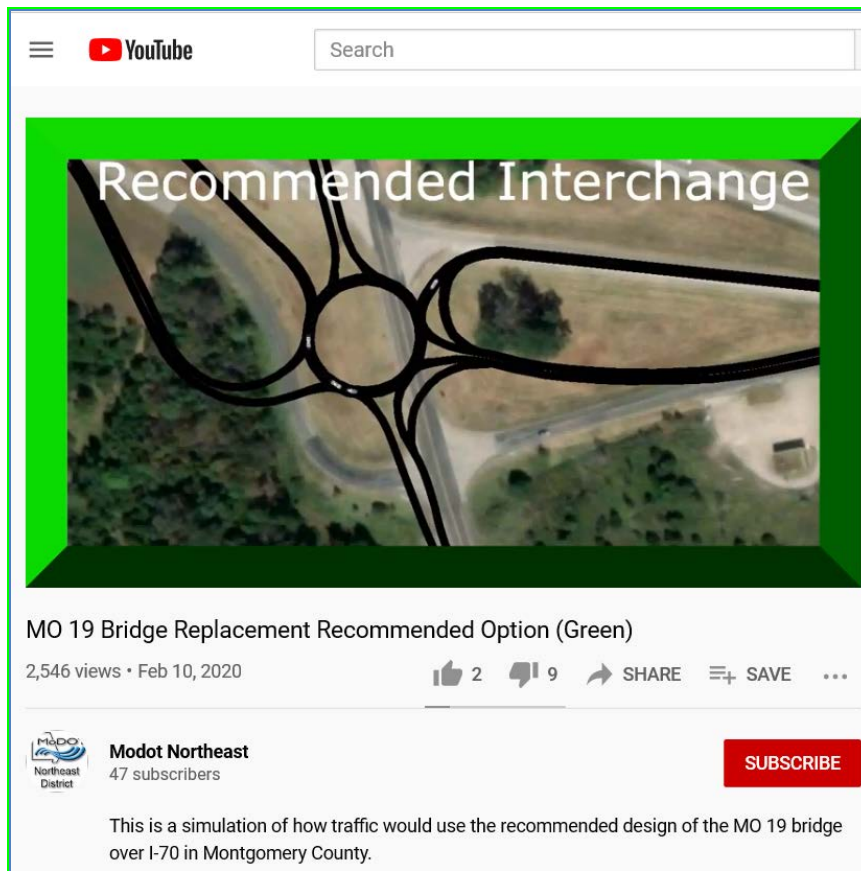 YouTube
Search
Recommended Interchange
MO 19 Bridge Replacement Recommended Option (Green)
2,546 views • Feb 10, 2020
2
9
SHARE
SAVE
MoDOT
Northeast
District
Modot Northeast
47 subscribers
SUBSCRIBE
This is a simulation of how traffic would use the recommended design of the MO 19 bridge
over I-70 in Montgomery County.